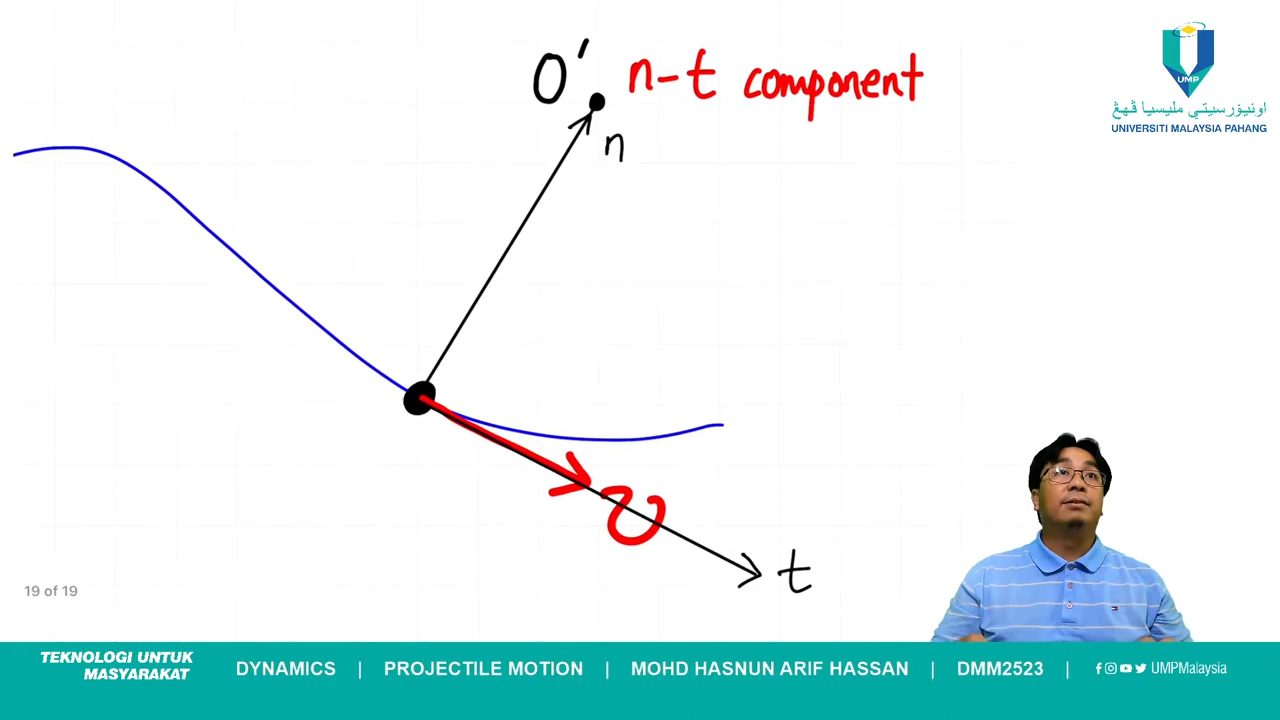 O' n-t component
n
v
t
19 of 19
UMP
اونيۏرسيتي مليسيا ڤهڠ
UNIVERSITI MALAYSIA PAHANG
TEKNOLOGI UNTUK
MASYARAKAT
DYNAMICS | PROJECTILE MOTION | MOHD HASNUN ARIF HASSAN | DMM2523 | UMPMalaysia